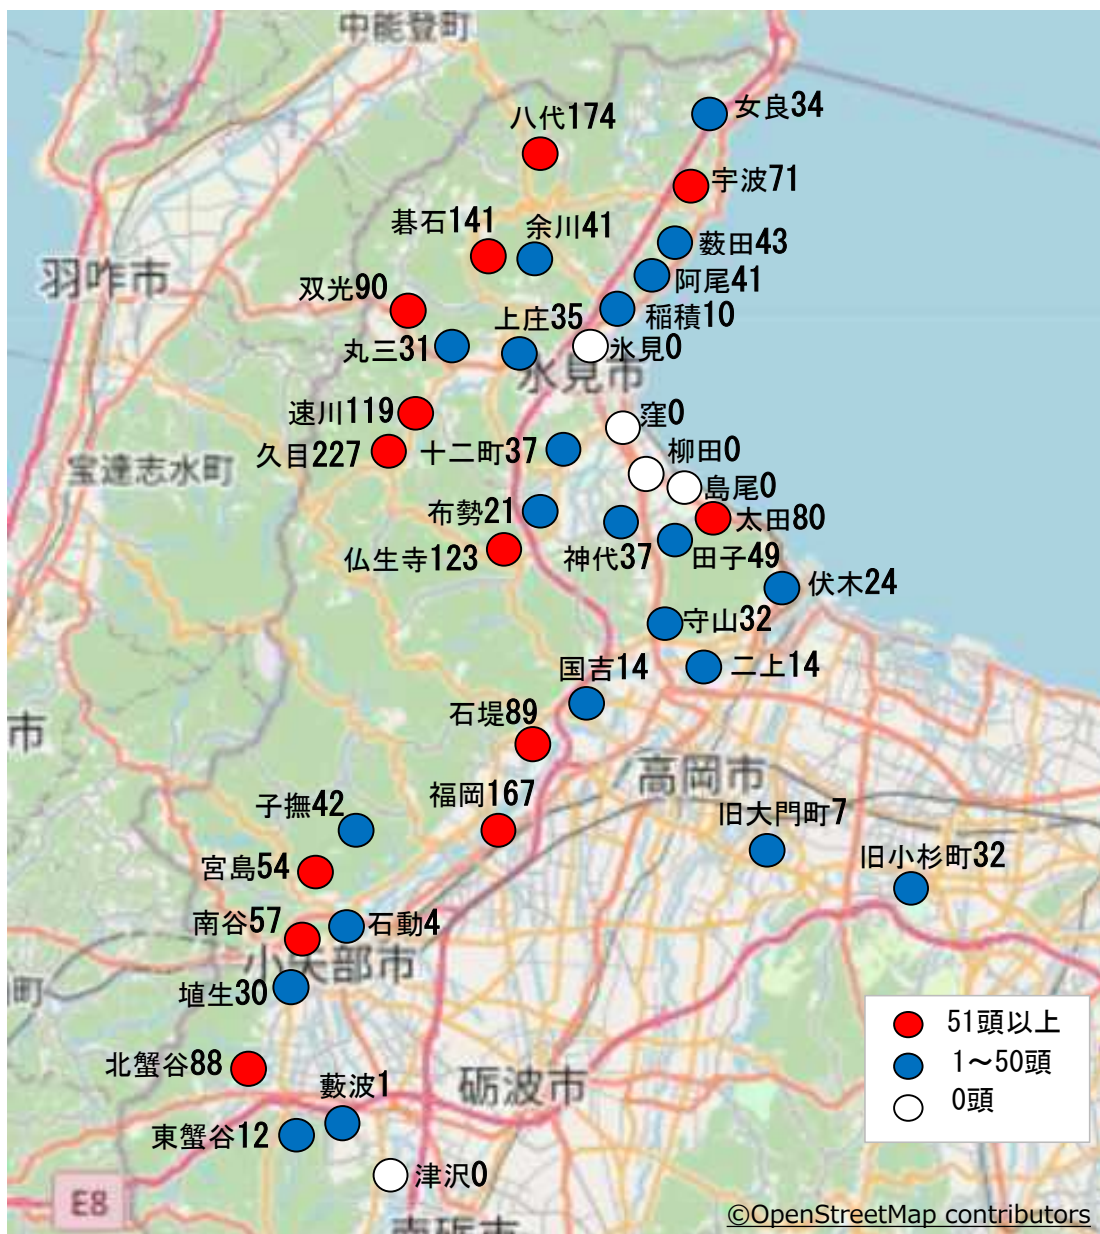 中能登町
女良34
八代174
宇波71
碁石141
余川41
薮田43
羽咋市
阿尾41
双光90
上庄35
稲積10
丸三31
氷見0
氷見市
速川119
窪0
久目227
十二町37
柳田0
宝達志水町
島尾0
布勢21
太田80
仏生寺123
神代37
田子49
伏木24
守山32
国吉14
二上14
石堤89
市
高岡市
子撫42
福岡167
旧大門町7
旧小杉町32
宮島54
南谷57
石動4
小矢部市
埴生30
町
51頭以上
1～50頭
0頭
北蟹谷88
藪波1
砺波市
東蟹谷12
津沢0
E8
南砺市
©OpenStreetMap contributors